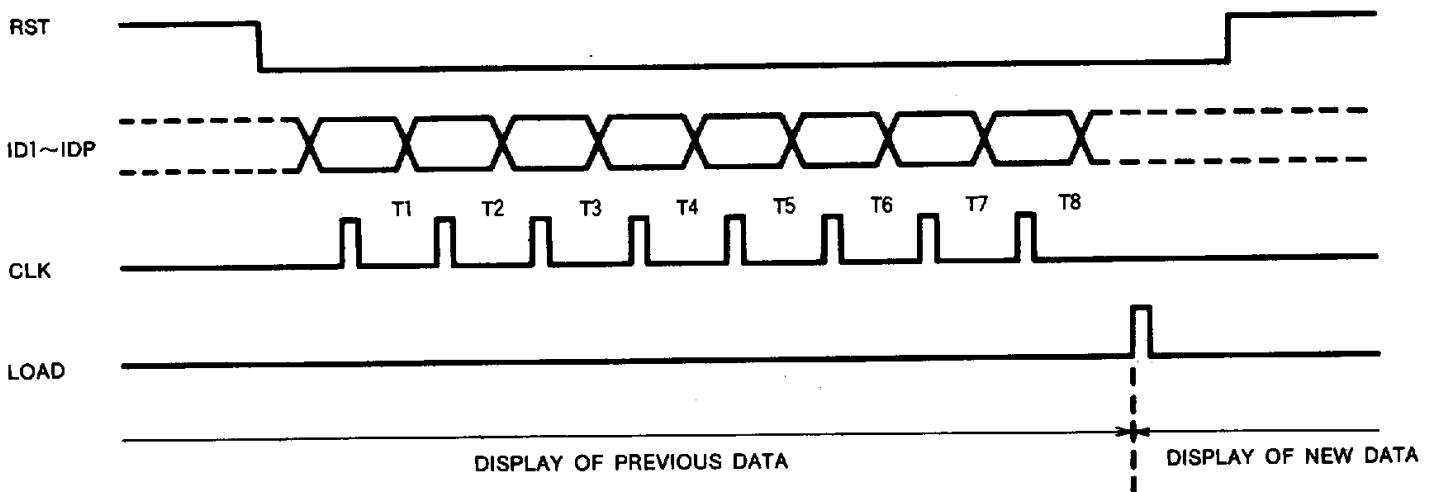 RST
ID1~IDP
T1 T2 T3 T4 T5 T6 T7 T8
CLK
LOAD
DISPLAY OF PREVIOUS DATA
DISPLAY OF NEW DATA